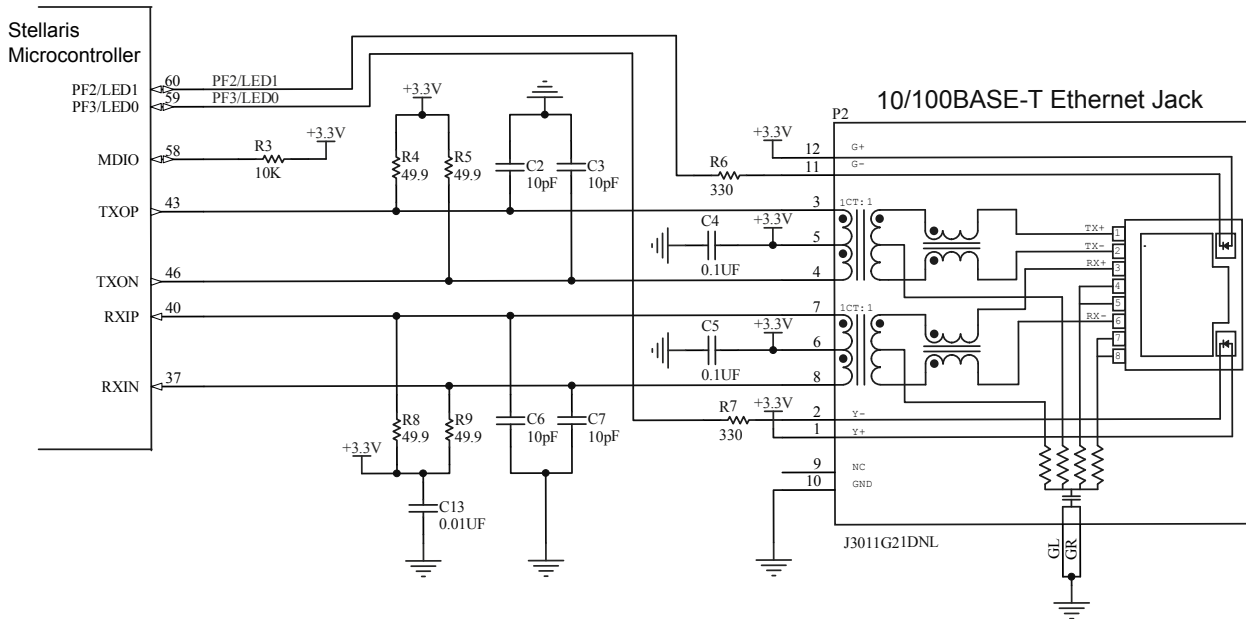 Stellaris
Microcontroller
PF2/LED1
60
PF2/LED1
PF3/LED0
59
PF3/LED0
MDIO
58
R3
10K
+3.3V
+3.3V
R4
49.9
R5
49.9
C2
10pF
C3
10pF
10/100BASE-T Ethernet Jack
P2
+3.3V
12
G+
11
G-
R6
330
TXOP
43
3
1CT:1
C4
0.1UF
+3.3V
5
TXON
46
4
TX+
1
TX-
2
RX+
3
4
5
RX-
6
7
8
RXIP
40
7
1CT:1
C5
0.1UF
+3.3V
6
RXIN
37
8
R8
49.9
R9
49.9
C6
10pF
C7
10pF
R7
330
+3.3V
2
Y-
1
Y+
+3.3V
C13
0.01UF
9
NC
10
GND
J3011G21DNL
GL
GR